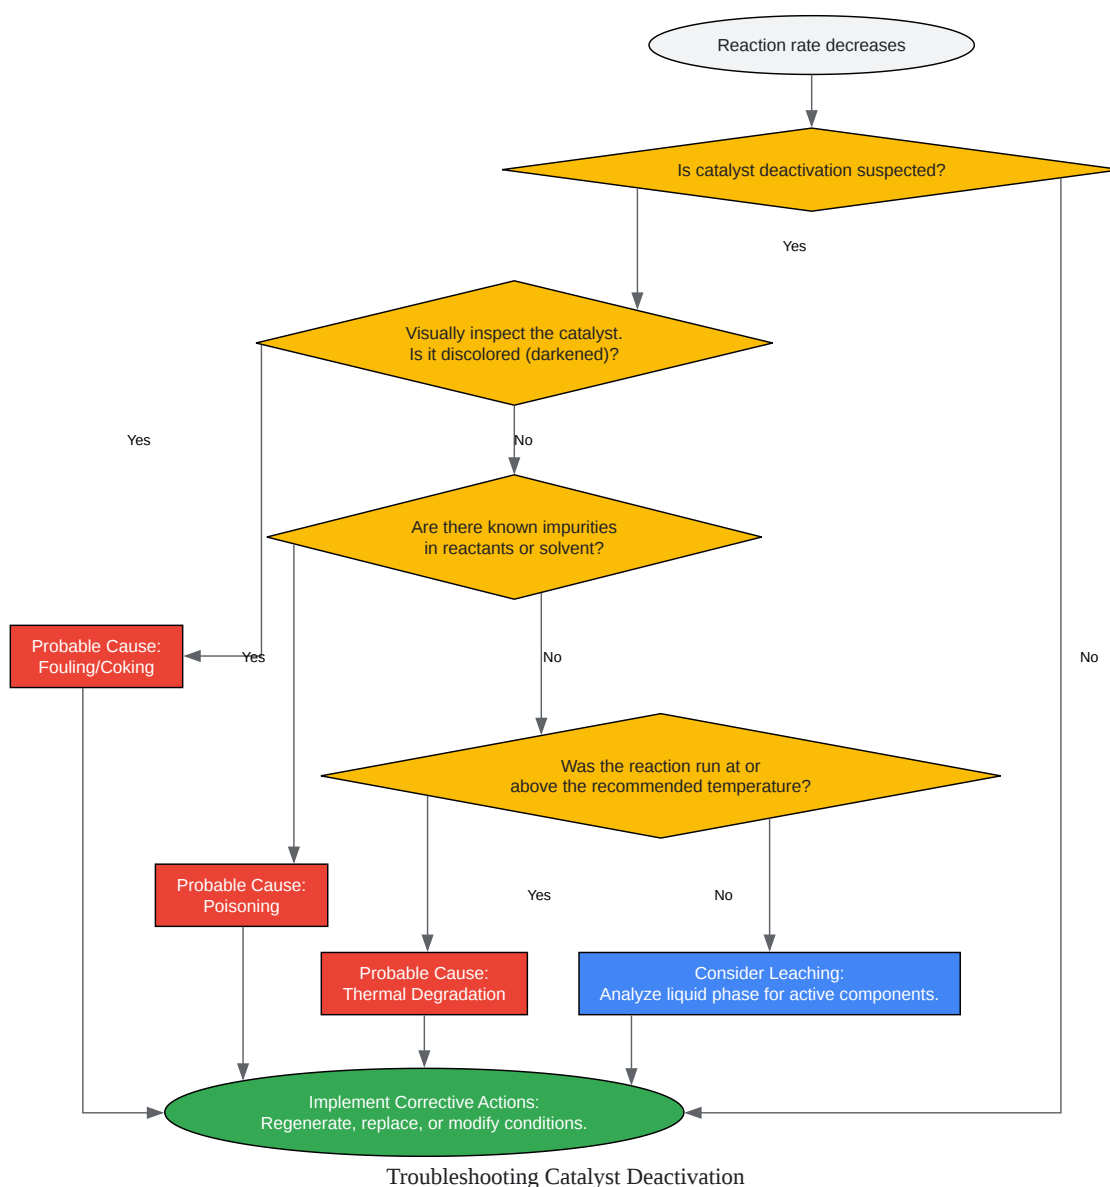 Reaction rate decreases
Is catalyst deactivation suspected?
Yes
Visually inspect the catalyst.
Is it discolored (darkened)?
Yes
No
Are there known impurities
in reactants or solvent?
Probable Cause:
Fouling/Coking
Yes
No
No
Was the reaction run at or
above the recommended temperature?
Probable Cause:
Poisoning
Yes
No
Probable Cause:
Thermal Degradation
Consider Leaching:
Analyze liquid phase for active components.
Implement Corrective Actions:
Regenerate, replace, or modify conditions.
Troubleshooting Catalyst Deactivation